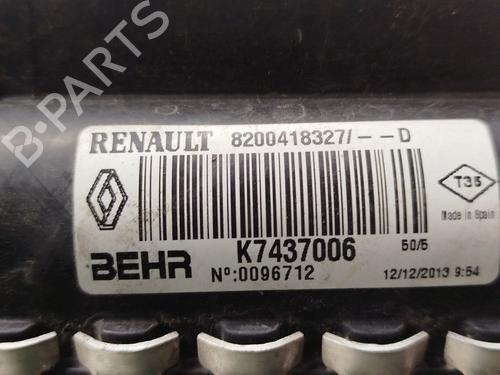 B-PARTS
RENAULT 8200418327/--D
T35
Made in Spain
K7437006 50/5
BEHR Nº:0096712 12/12/2013 9:54